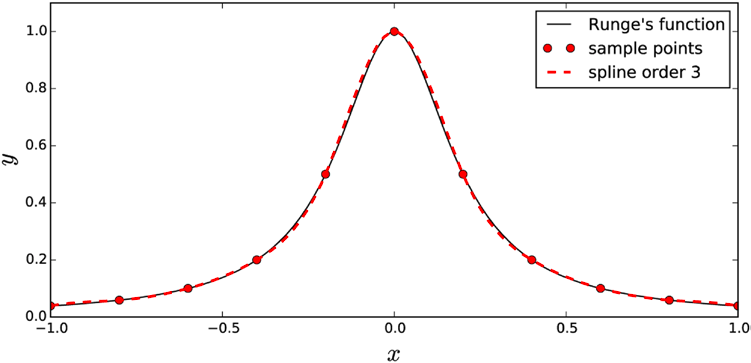 Runge's function
sample points
spline order 3
y
1.0
0.8
0.6
0.4
0.2
0.0
−1.0 −0.5 0.0 0.5 1.0
x